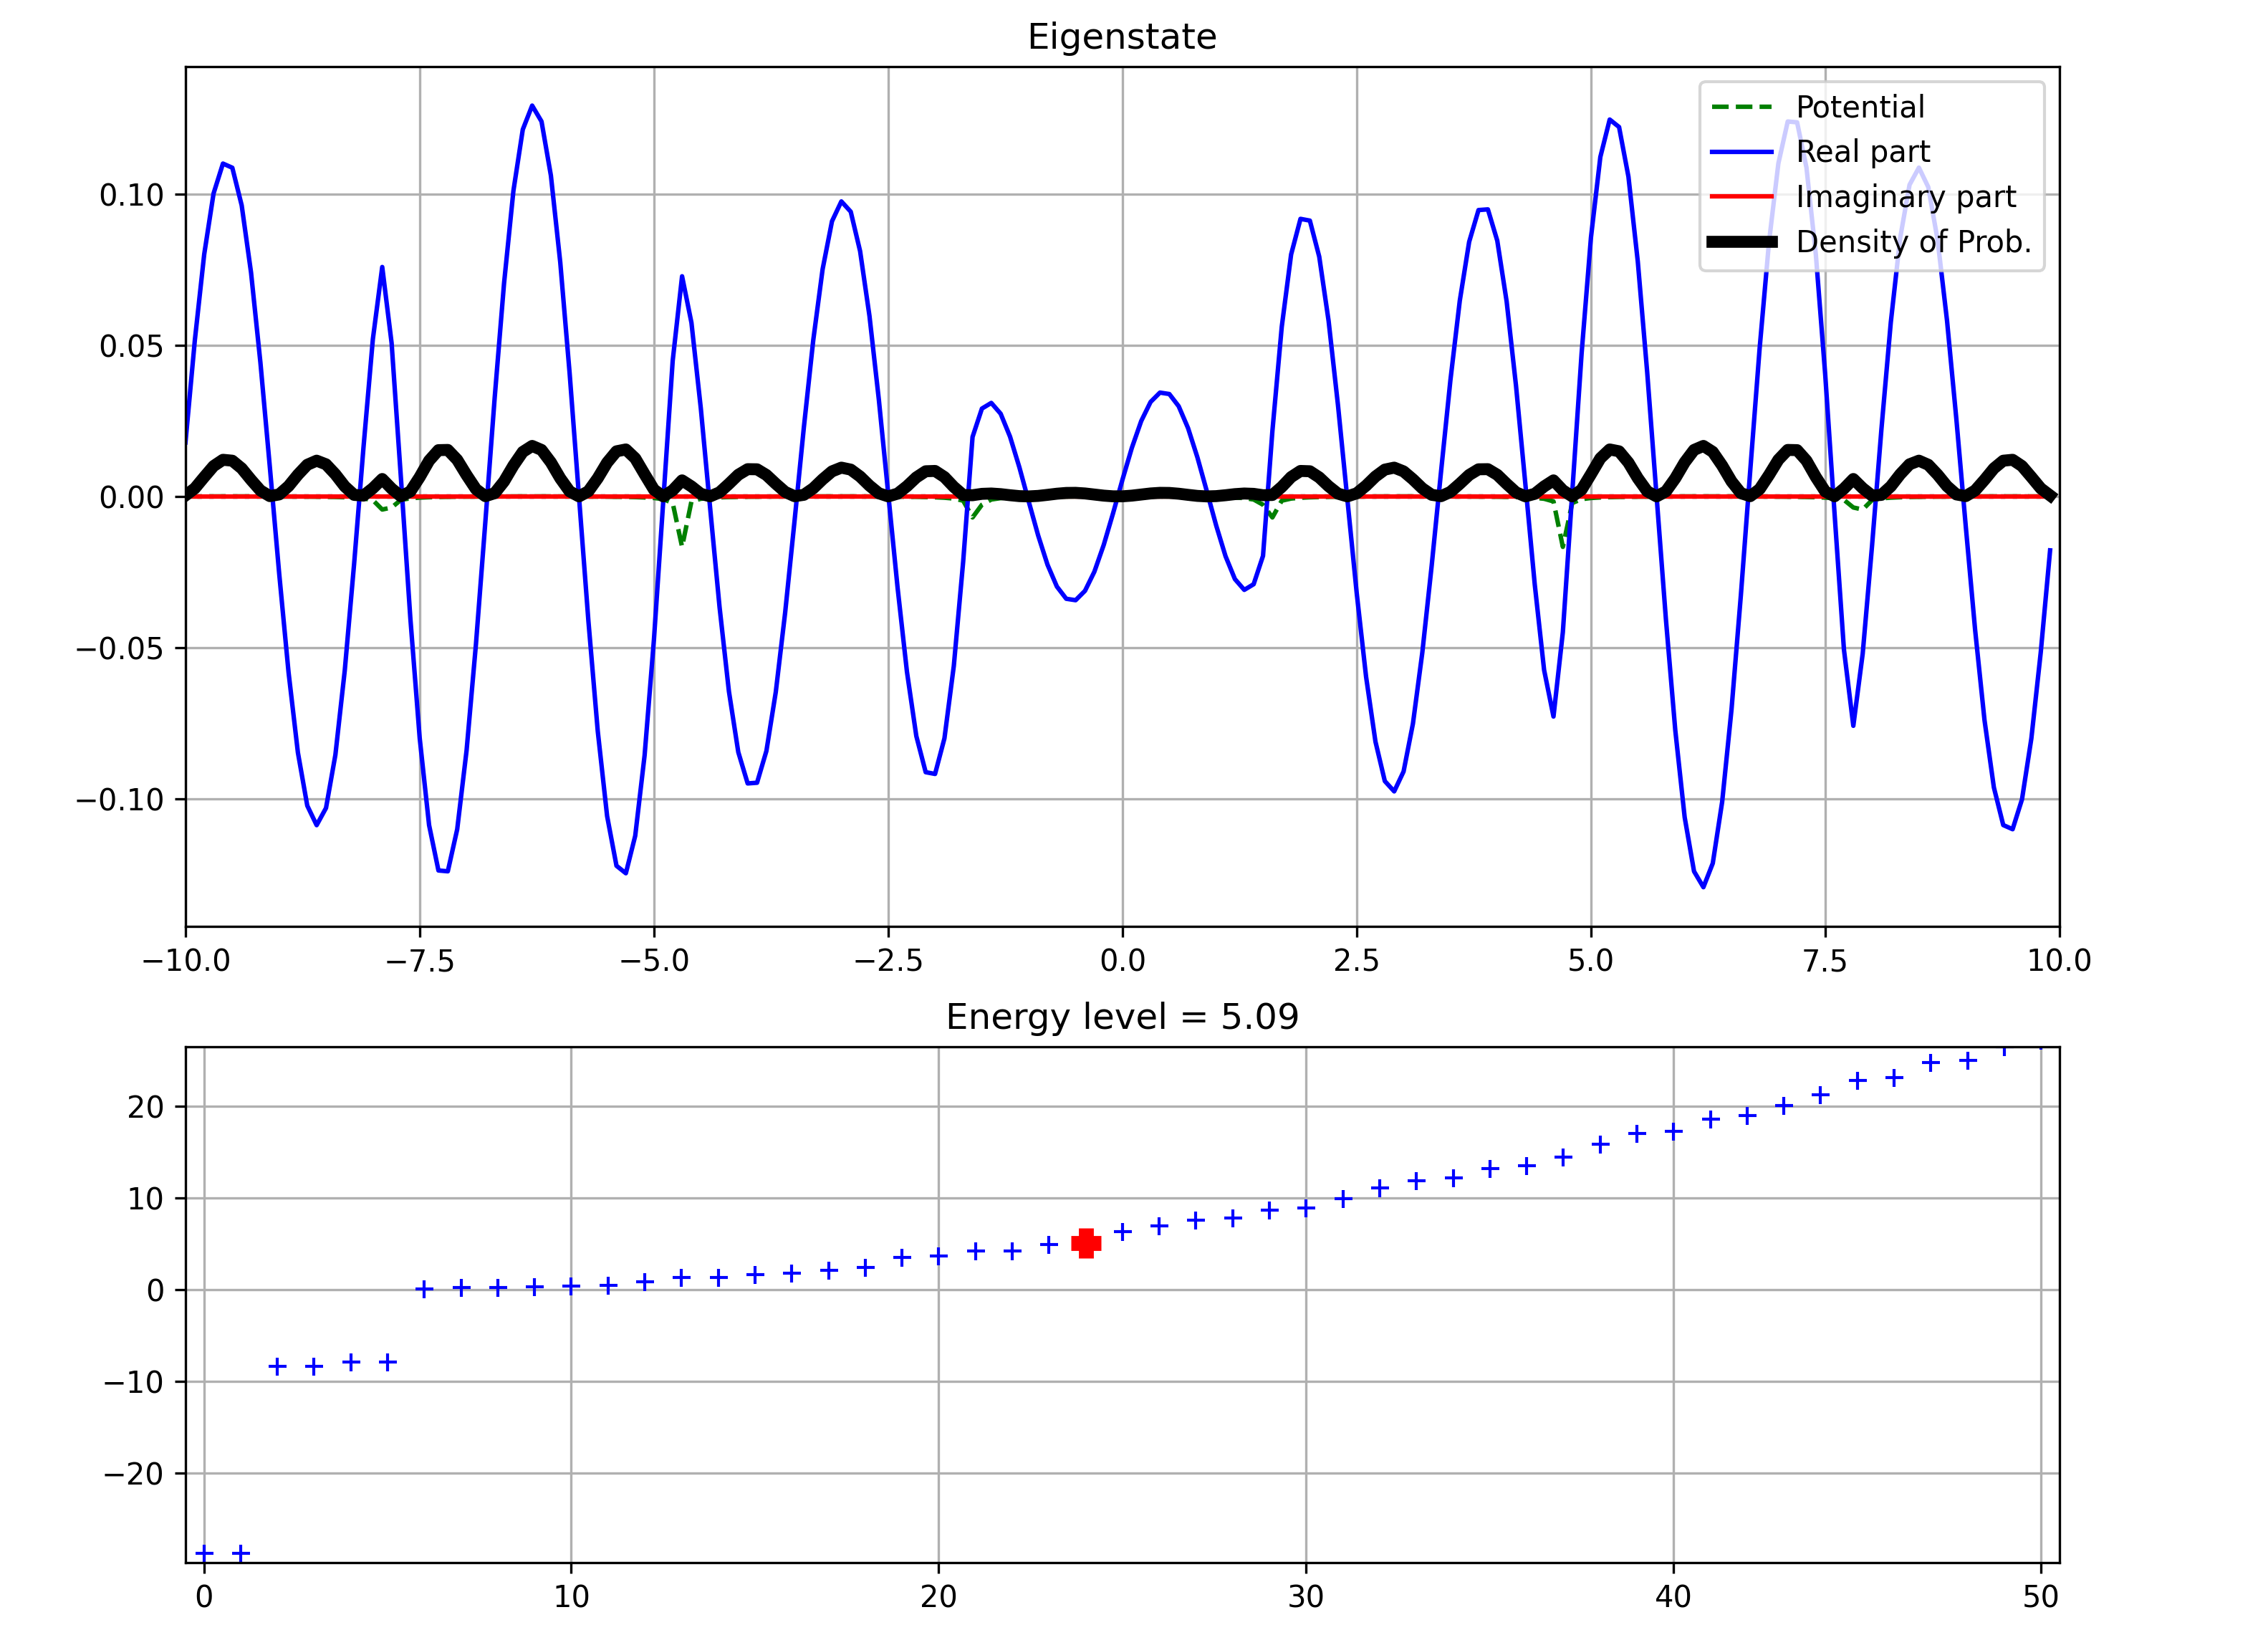 Eigenstate
Potential
Real part
Imaginary part
Density of Prob.
0.10
0.05
0.00
−0.05
−0.10
−10.0 −7.5 −5.0 −2.5 0.0 2.5 5.0 7.5 10.0
Energy level = 5.09
20
10
0
−10
−20
0 10 20 30 40 50